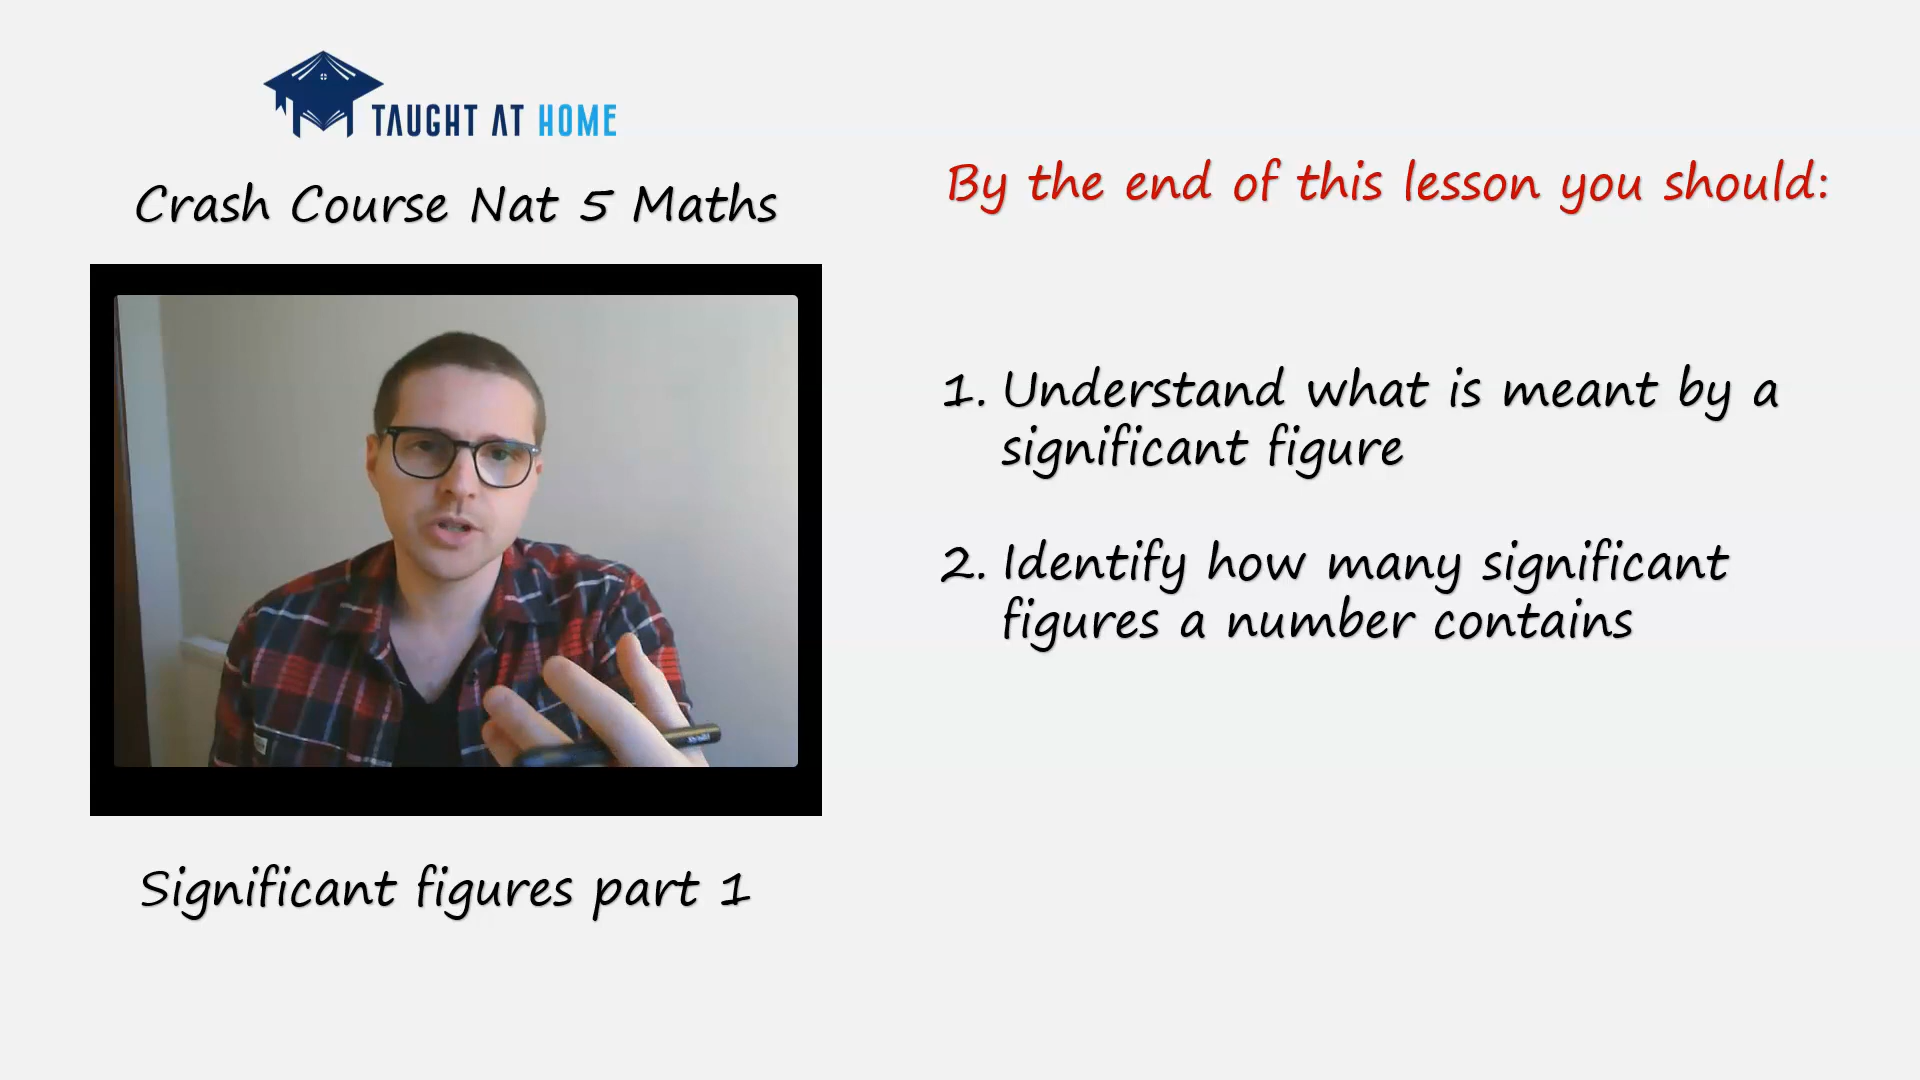 TAUGHT AT HOME
Crash Course Nat 5 Maths
Significant figures part 1
By the end of this lesson you should:
1. Understand what is meant by a
significant figure
2. Identify how many significant
figures a number contains